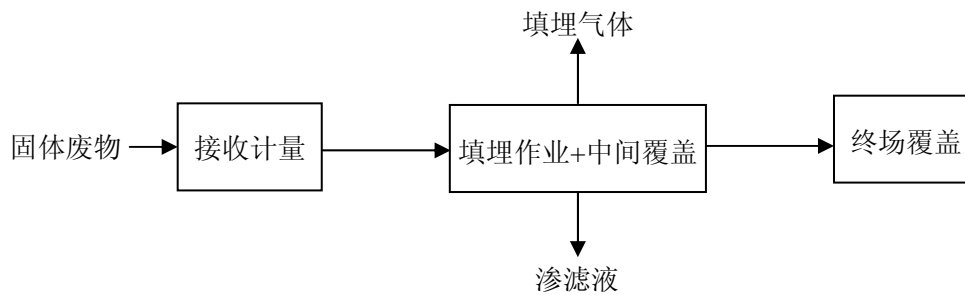 填埋气体
固体废物
接收计量
填埋作业+中间覆盖
终场覆盖
渗滤液